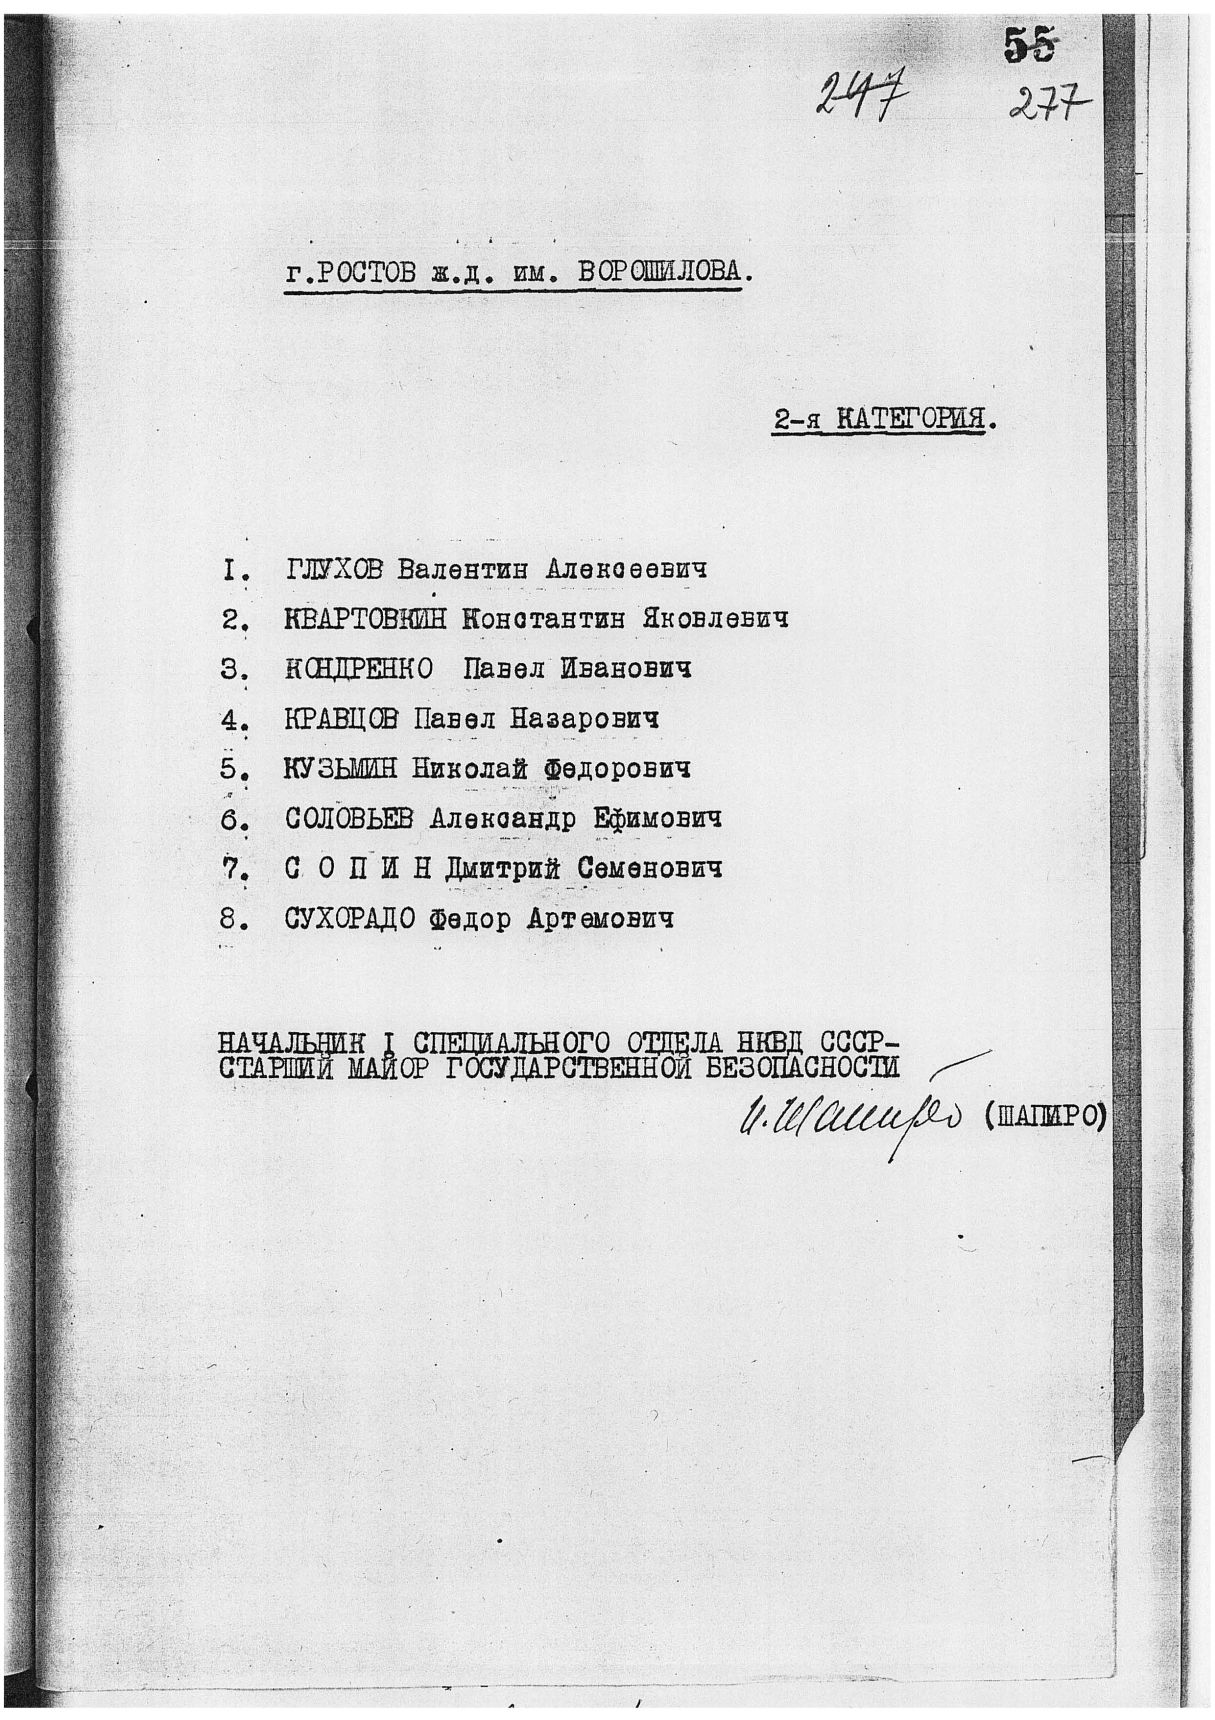 55
247
277
г.РОСТОВ ж.д. им. ВОРОШИЛОВА.
2-я КАТЕГОРИЯ.
I. ГЛУХОВ Валентин Алексеевич
2. КВАРТОВКИН Константин Яковлевич
3. КОНДРЕНКО Павел Иванович
4. КРАВЦОВ Павел Назарович
5. КУЗЬМИН Николай Федорович
6. СОЛОВЬЕВ Александр Ефимович
7. С О П И Н Дмитрий Семенович
8. СУХОРАДО Федор Артемович
НАЧАЛЬНИК I СПЕЦИАЛЬНОГО ОТДЕЛА НКВД СССР-
СТАРШИЙ МАЙОР ГОСУДАРСТВЕННОЙ БЕЗОПАСНОСТИ
И. Шапиро (ШАПИРО)